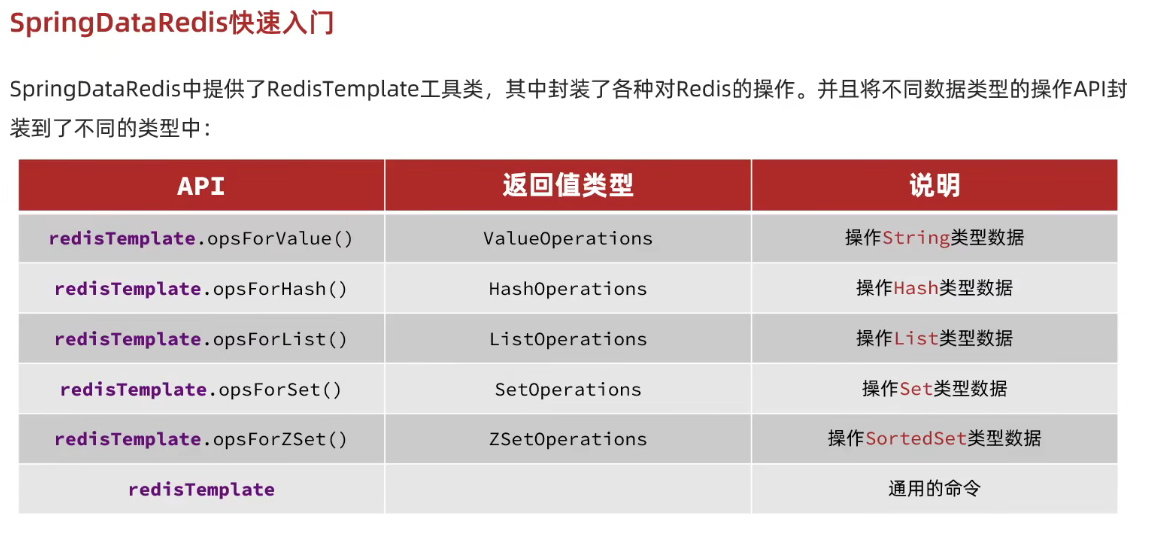 SpringDataRedis快速入门
SpringDataRedis中提供了RedisTemplate工具类，其中封装了各种对Redis的操作。并且将不同数据类型的操作API封
装到了不同的类型中：
API 返回值类型 说明
redisTemplate.opsForValue() ValueOperations 操作String类型数据
redisTemplate.opsForHash() HashOperations 操作Hash类型数据
redisTemplate.opsForList() ListOperations 操作List类型数据
redisTemplate.opsForSet() SetOperations 操作Set类型数据
redisTemplate.opsForZSet() ZSetOperations 操作SortedSet类型数据
redisTemplate 通用的命令